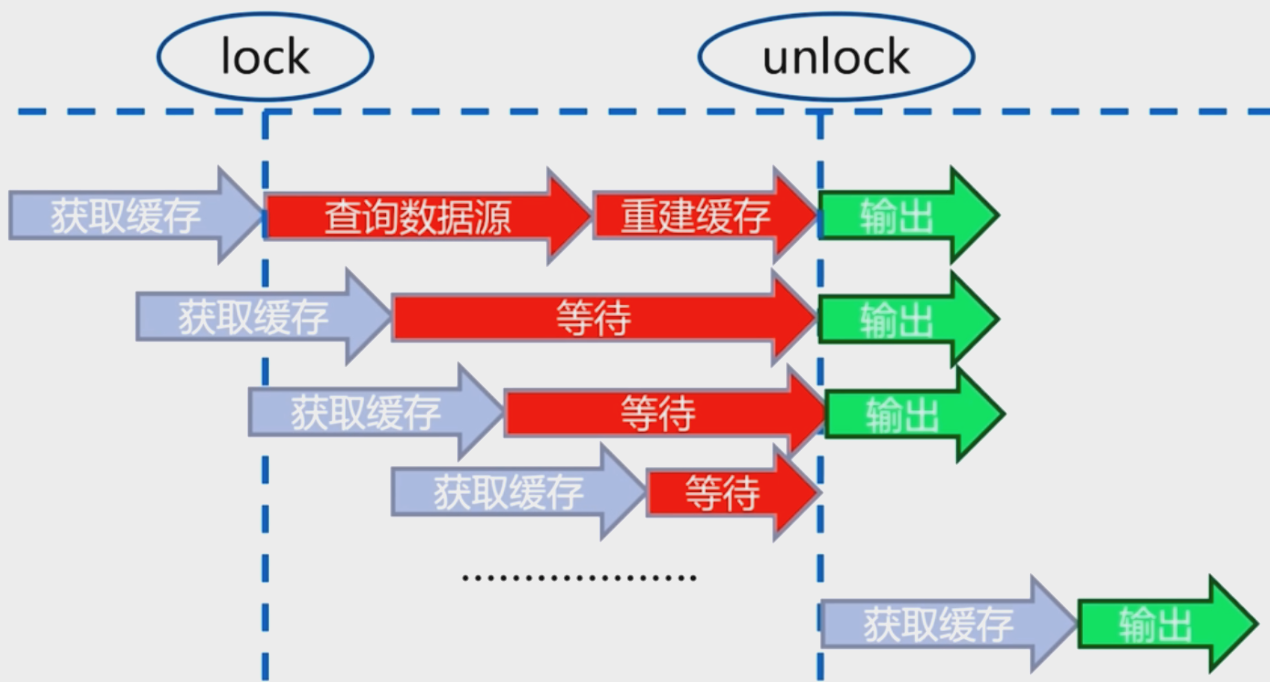 lock
unlock
获取缓存
查询数据源
重建缓存
输出
获取缓存
等待
输出
获取缓存
等待
输出
获取缓存
等待
..................
获取缓存
输出